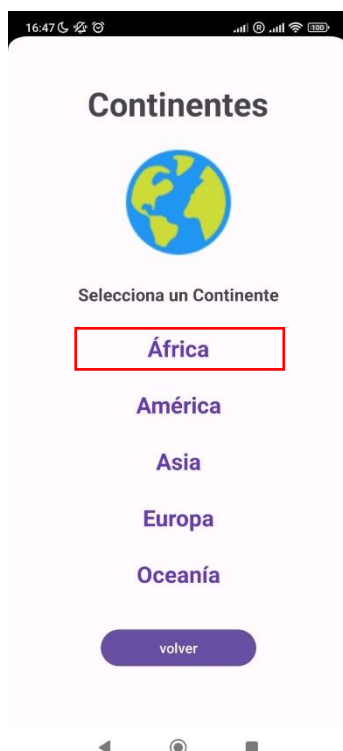 16:47
100
Continentes
Selecciona un Continente
África
América
Asia
Europa
Oceanía
volver